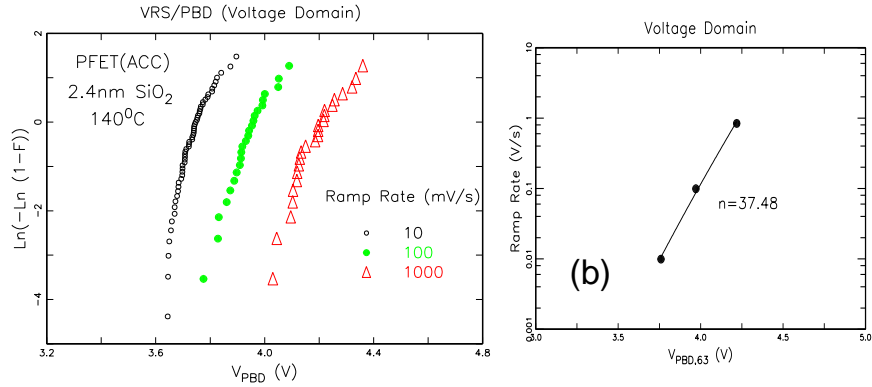 VRS/PBD (Voltage Domain)
PFET(ACC)
2.4nm SiO₂
140⁰C
Ln(-Ln (1-F))
2
0
-2
-4
Ramp Rate (mV/s)
10
100
1000
3.2 3.6 4.0 4.4 4.8
V_PBD (V)
Voltage Domain
Ramp Rate (V/s)
10
1
0.1
0.01
0.001
n=37.48
(b)
3.0 3.5 4.0 4.5 5.0
V_PBD,63 (V)